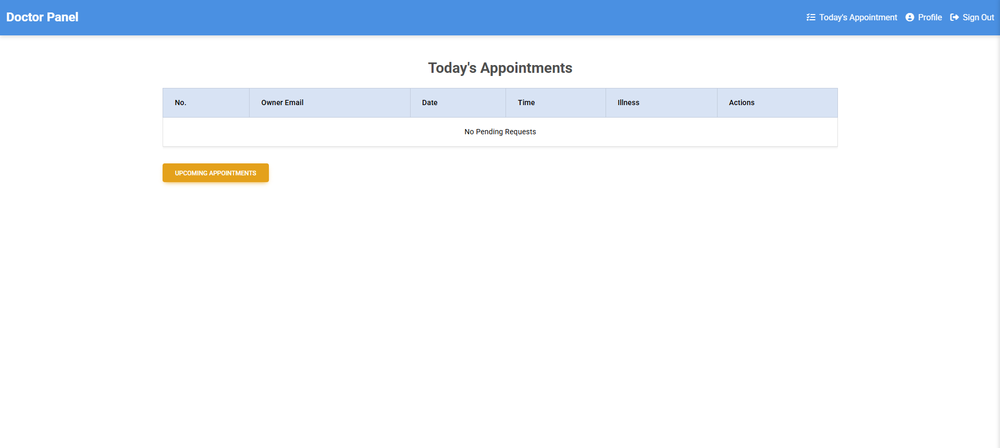 Doctor Panel
Today's Appointment Profile Sign Out
Today's Appointments
No. Owner Email Date Time Illness Actions
No Pending Requests
UPCOMING APPOINTMENTS